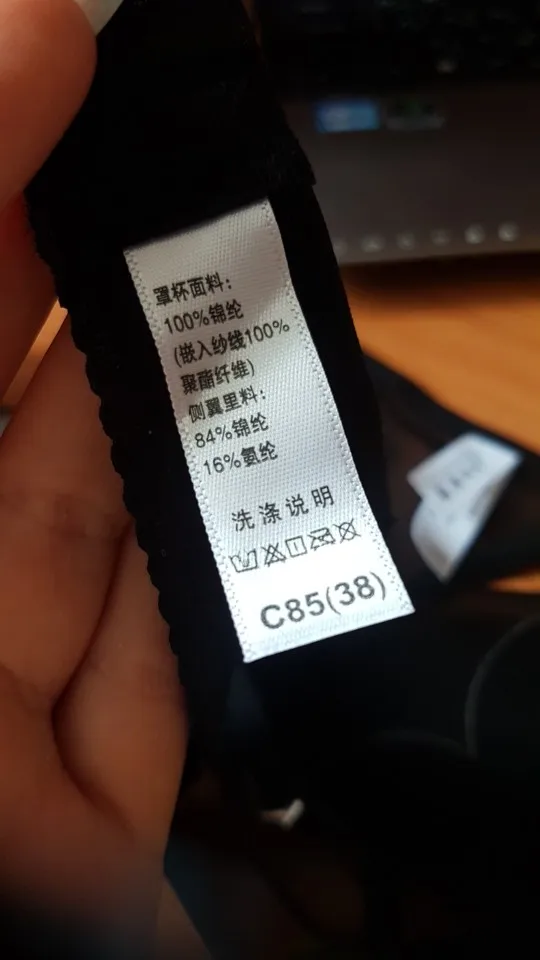 罩杯面料:
100%锦纶
(嵌入纱线100%
聚酯纤维)
侧翼里料:
84%锦纶
16%氨纶
洗涤说明
C85(38)